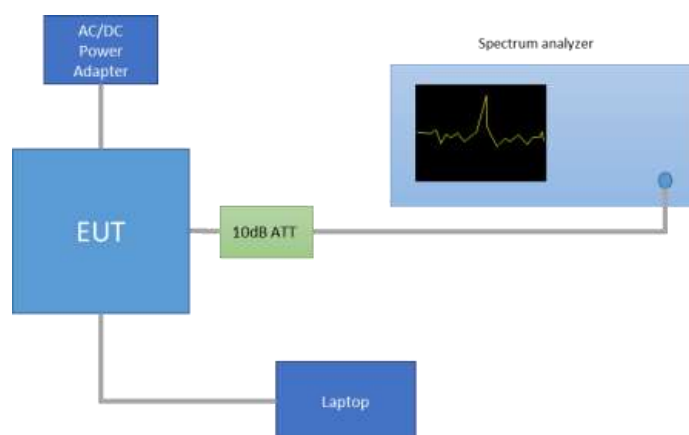 AC/DC
Power
Adapter
Spectrum analyzer
EUT
10dB ATT
Laptop